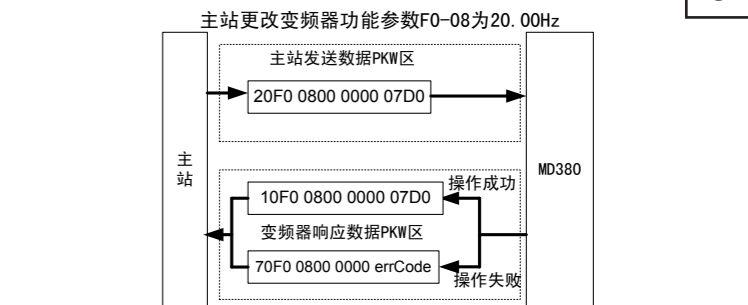 主站更改变频器功能参数F0-08为20.00Hz
主站发送数据PKW区
20F0 0800 0000 07D0
主站
MD380
操作成功
10F0 0800 0000 07D0
变频器响应数据PKW区
70F0 0800 0000 errCode
操作失败